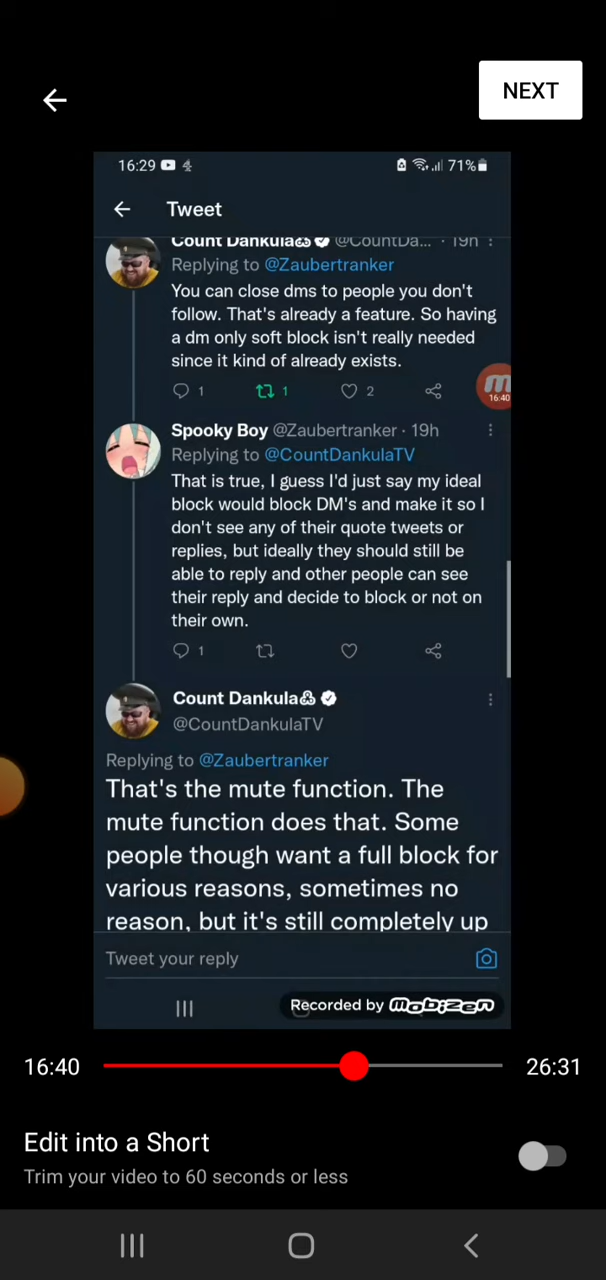 NEXT
16:29 71%
Tweet
Count Dankula @CountDa... · 19h
Replying to @Zaubertranker
You can close dms to people you don't
follow. That's already a feature. So having
a dm only soft block isn't really needed
since it kind of already exists.
1 1 2
16:40
Spooky Boy @Zaubertranker · 19h
Replying to @CountDankulaTV
That is true, I guess I'd just say my ideal
block would block DM's and make it so I
don't see any of their quote tweets or
replies, but ideally they should still be
able to reply and other people can see
their reply and decide to block or not on
their own.
1
Count Dankula
@CountDankulaTV
Replying to @Zaubertranker
That's the mute function. The
mute function does that. Some
people though want a full block for
various reasons, sometimes no
reason, but it's still completely up
Tweet your reply
Recorded by mobizen
16:40 26:31
Edit into a Short
Trim your video to 60 seconds or less